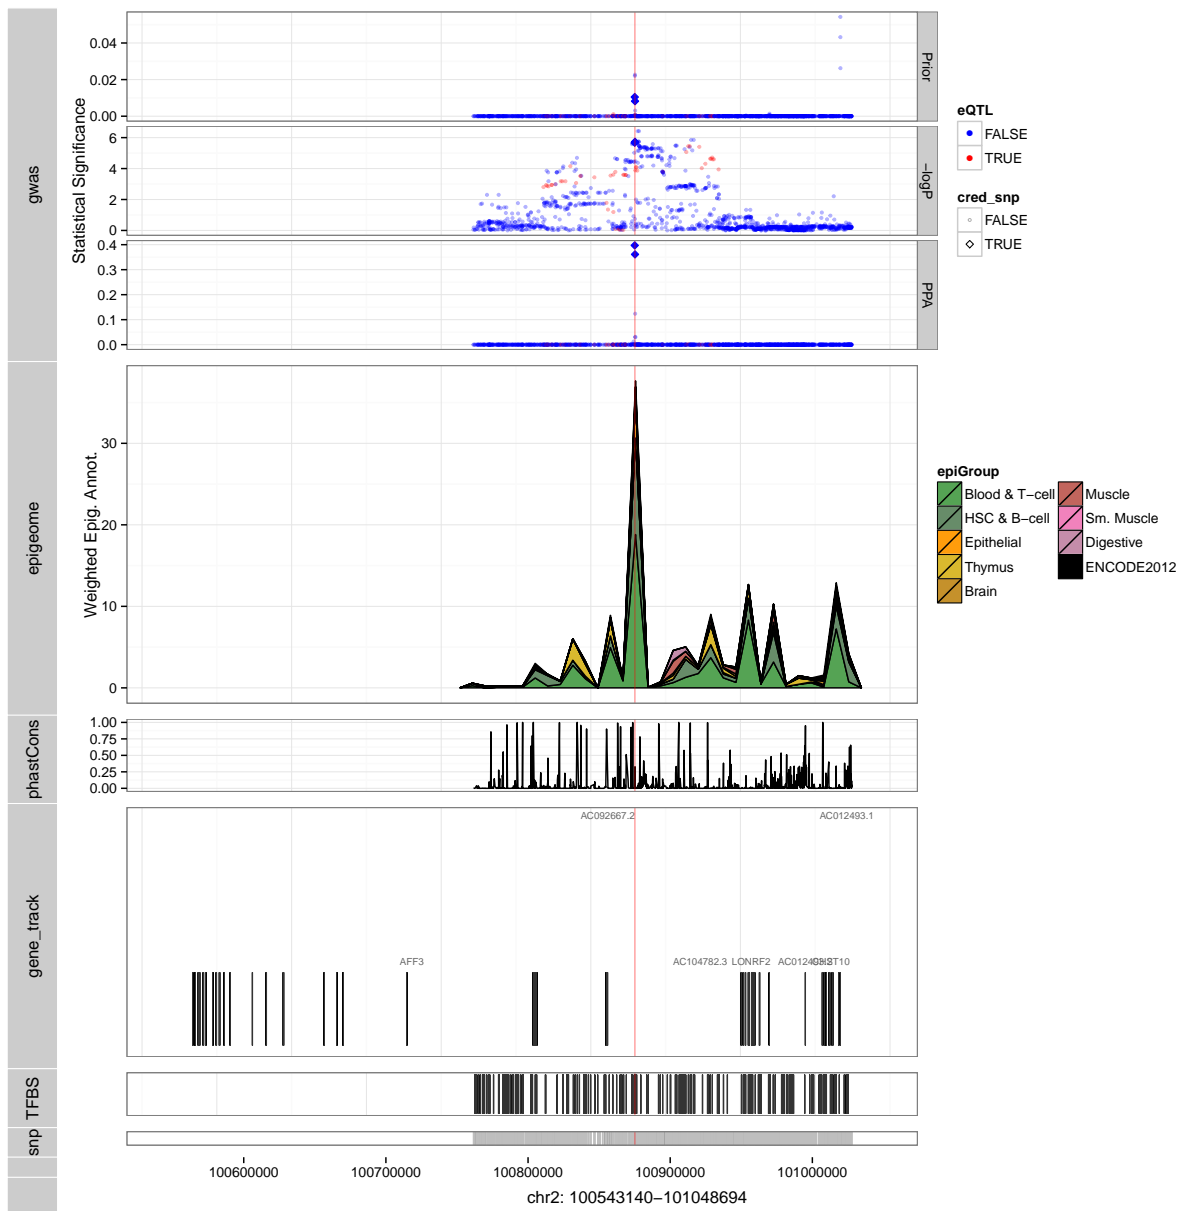 gwas
Statistical Significance
0.04
0.02
0.00
Prior
6
4
2
0
−logP
0.4
0.3
0.2
0.1
0.0
PPA
eQTL
FALSE
TRUE
cred_snp
FALSE
TRUE
epigeome
Weighted Epig. Annot.
30
20
10
0
epiGroup
Blood & T−cell
HSC & B−cell
Epithelial
Thymus
Brain
Muscle
Sm. Muscle
Digestive
ENCODE2012
phastCons
1.00
0.75
0.50
0.25
0.00
gene_track
AC092667.2
AC012493.1
AFF3
AC104782.3
LONRF2
TFBS
snp
100600000
100700000
100800000
100900000
101000000
chr2: 100543140−101048694